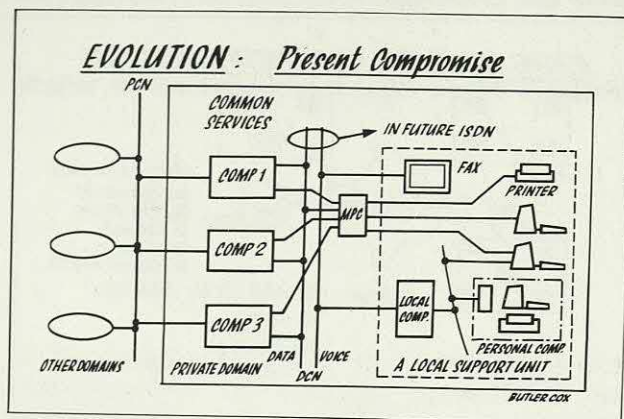 EVOLUTION : Present Compromise
PCN
COMMON
SERVICES
IN FUTURE ISDN
COMP 1
FAX
PRINTER
MPC
COMP 2
LOCAL
COMP.
COMP 3
PERSONAL COMP.
OTHER DOMAINS
PRIVATE DOMAIN
DATA
VOICE
DCN
A LOCAL SUPPORT UNIT
BUTLER COX